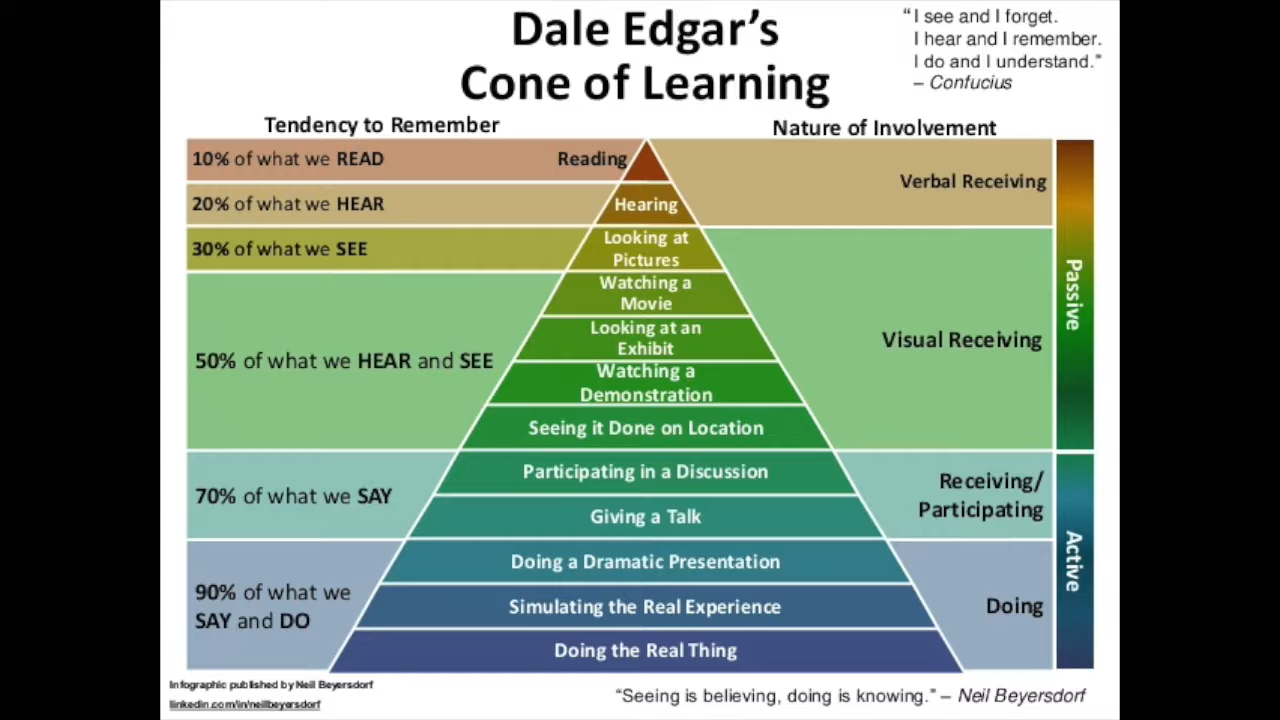 Dale Edgar's
Cone of Learning
“ I see and I forget.
I hear and I remember.
I do and I understand.”
– Confucius
Tendency to Remember
Nature of Involvement
10% of what we READ
Reading
Verbal Receiving
20% of what we HEAR
Hearing
30% of what we SEE
Looking at
Pictures
Watching a
Movie
50% of what we HEAR and SEE
Looking at an
Exhibit
Visual Receiving
Passive
Watching a
Demonstration
Seeing it Done on Location
70% of what we SAY
Participating in a Discussion
Receiving/
Participating
Giving a Talk
Active
90% of what we
SAY and DO
Doing a Dramatic Presentation
Simulating the Real Experience
Doing
Doing the Real Thing
Infographic published by Neil Beyersdorf
linkedin.com/in/neilbeyersdorf
“Seeing is believing, doing is knowing.” – Neil Beyersdorf